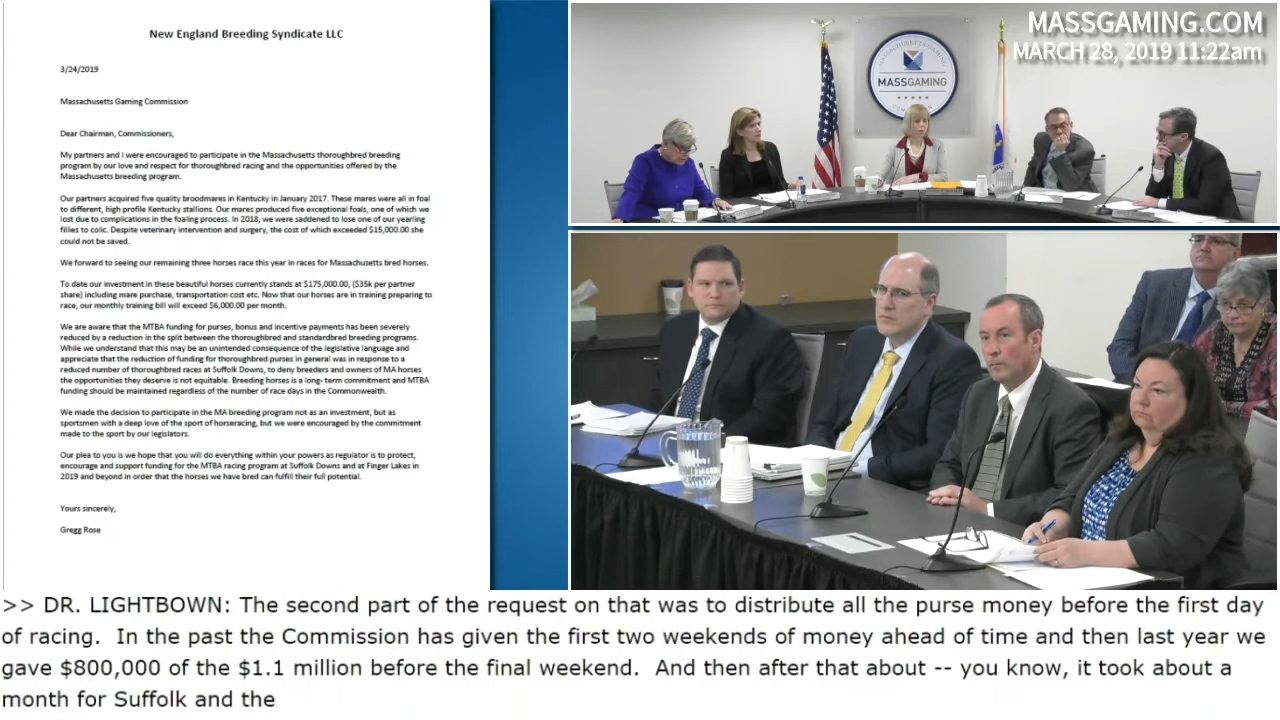 New England Breeding Syndicate LLC
3/24/2019
Massachusetts Gaming Commission
Dear Chairman, Commissioners,
My partners and I were encouraged to participate in the Massachusetts thoroughbred breeding
program by our love and respect for thoroughbred racing and the opportunities offered by the
Massachusetts breeding program.
Our partners acquired five quality broodmares in Kentucky in January 2017. These mares were all in foal
to different, high profile Kentucky stallions. Our mares produced five exceptional foals, one of which we
lost due to complications in the foaling process. In 2018, we were saddened to lose one of our yearling
fillies to colic. Despite veterinary intervention and surgery, the cost of which exceeded $15,000.00 she
could not be saved.
We forward to seeing our remaining three horses race this year in races for Massachusetts bred horses.
To date our investment in these beautiful horses currently stands at $175,000.00, ($35k per partner
share) including mare purchase, transportation cost etc. Now that our horses are in training preparing to
race, our monthly training bill will exceed $6,000.00 per month.
We are aware that the MTBA funding for purses, bonus and incentive payments has been severely
reduced by a reduction in the split between the thoroughbred and standardbred breeding programs.
While we understand that this may be an unintended consequence of the legislative language and
appreciate that the reduction of funding for thoroughbred purses in general was in response to a
reduced number of thoroughbred races at Suffolk Downs, to deny breeders and owners of MA horses
the opportunities they deserve is not equitable. Breeding horses is a long- term commitment and MTBA
funding should be maintained regardless of the number of race days in the Commonwealth.
We made the decision to participate in the MA breeding program not as an investment, but as
sportsmen with a deep love of the sport of horseracing, but we were encouraged by the commitment
made to the sport by our legislators.
Our plea to you is we hope that you will do everything within your powers as regulator is to protect,
encourage and support funding for the MTBA racing program at Suffolk Downs and at Finger Lakes in
2019 and beyond in order that the horses we have bred can fulfill their full potential.
Yours sincerely,
Gregg Rose
MASSGAMING.COM
MARCH 28, 2019 11:22am
MASSACHUSETTS GAMING
MASSGAMING
>> DR. LIGHTBOWN: The second part of the request on that was to distribute all the purse money before the first day
of racing. In the past the Commission has given the first two weekends of money ahead of time and then last year we
gave $800,000 of the $1.1 million before the final weekend. And then after that about -- you know, it took about a
month for Suffolk and the